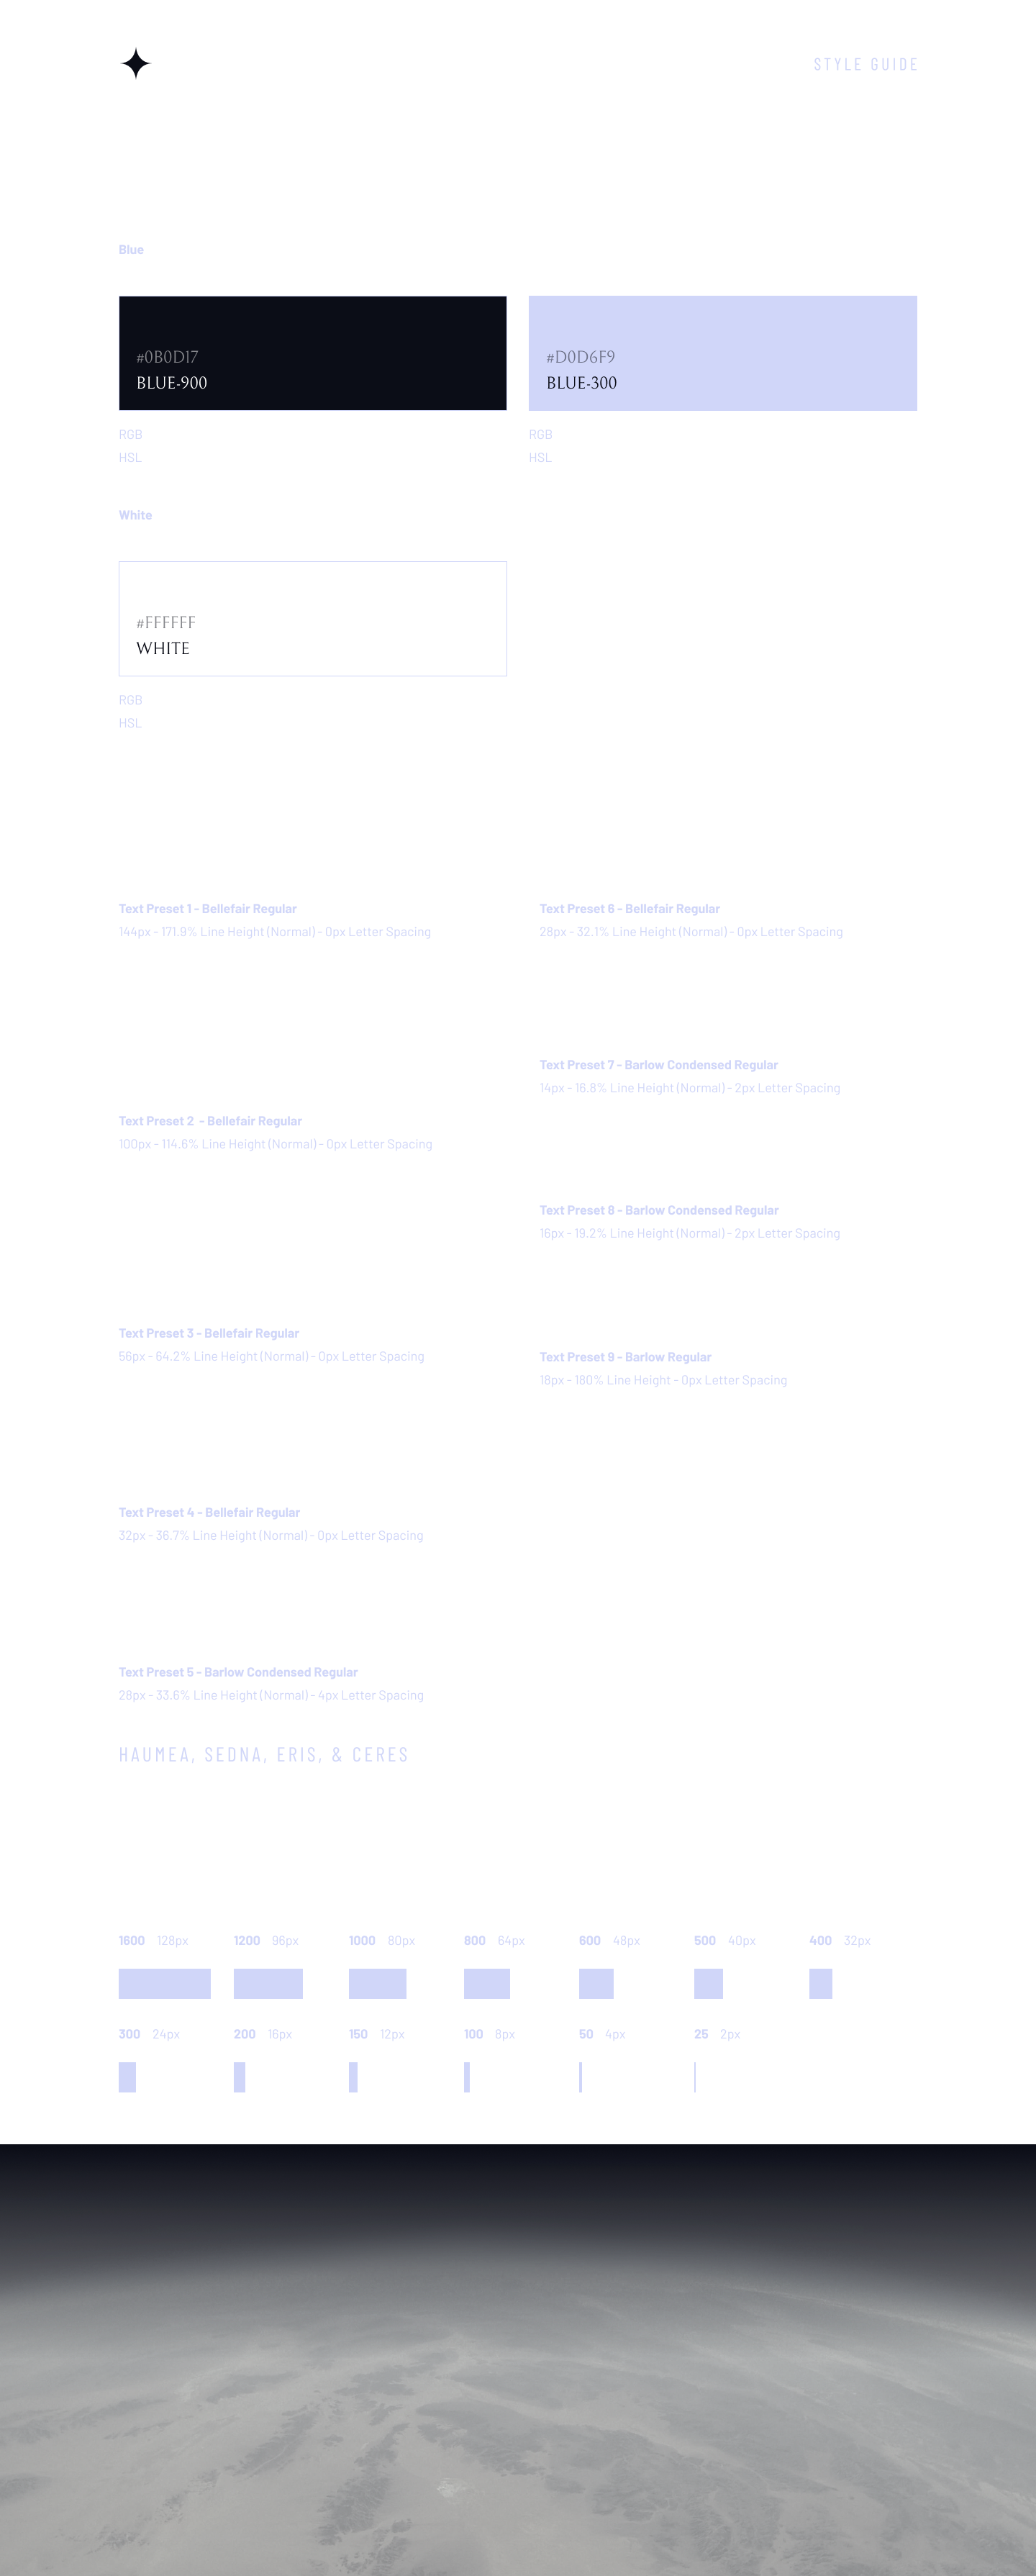 STYLE GUIDE
Blue
#0B0D17
BLUE-900
RGB
HSL
#D0D6F9
BLUE-300
RGB
HSL
White
#FFFFFF
WHITE
RGB
HSL
Text Preset 1 - Bellefair Regular
144px - 171.9% Line Height (Normal) - 0px Letter Spacing
Text Preset 2 - Bellefair Regular
100px - 114.6% Line Height (Normal) - 0px Letter Spacing
Text Preset 3 - Bellefair Regular
56px - 64.2% Line Height (Normal) - 0px Letter Spacing
Text Preset 4 - Bellefair Regular
32px - 36.7% Line Height (Normal) - 0px Letter Spacing
Text Preset 5 - Barlow Condensed Regular
28px - 33.6% Line Height (Normal) - 4px Letter Spacing
HAUMEA, SEDNA, ERIS, & CERES
Text Preset 6 - Bellefair Regular
28px - 32.1% Line Height (Normal) - 0px Letter Spacing
Text Preset 7 - Barlow Condensed Regular
14px - 16.8% Line Height (Normal) - 2px Letter Spacing
Text Preset 8 - Barlow Condensed Regular
16px - 19.2% Line Height (Normal) - 2px Letter Spacing
Text Preset 9 - Barlow Regular
18px - 180% Line Height - 0px Letter Spacing
1600 128px 1200 96px 1000 80px 800 64px 600 48px 500 40px 400 32px
300 24px 200 16px 150 12px 100 8px 50 4px 25 2px